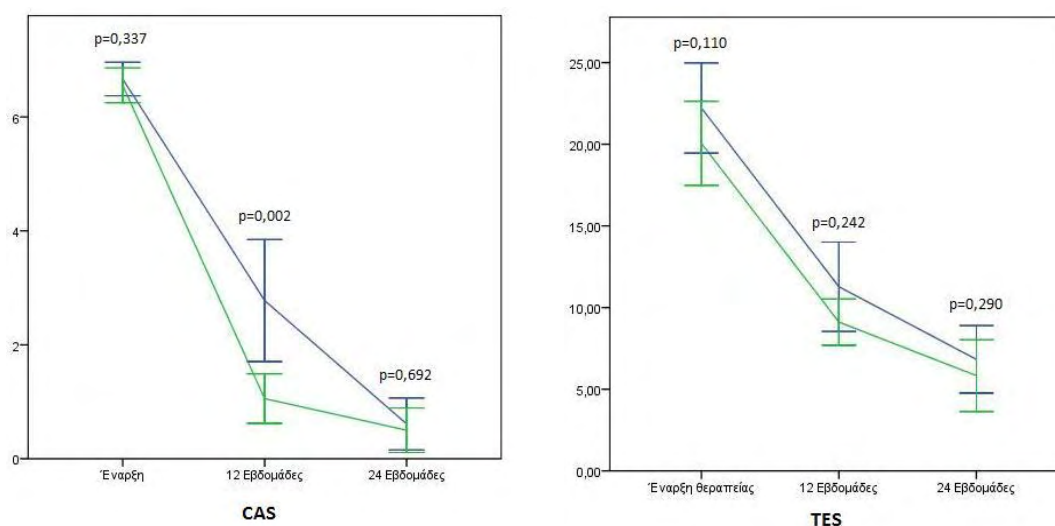 p=0,337
6
p=0,002
4
2
p=0,692
0
Έναρξη 12 Εβδομάδες 24 Εβδομάδες
CAS
p=0,110
25,00
20,00
p=0,242
15,00
p=0,290
10,00
5,00
0,00
Έναρξη θεραπείας 12 Εβδομάδες 24 Εβδομάδες
TES